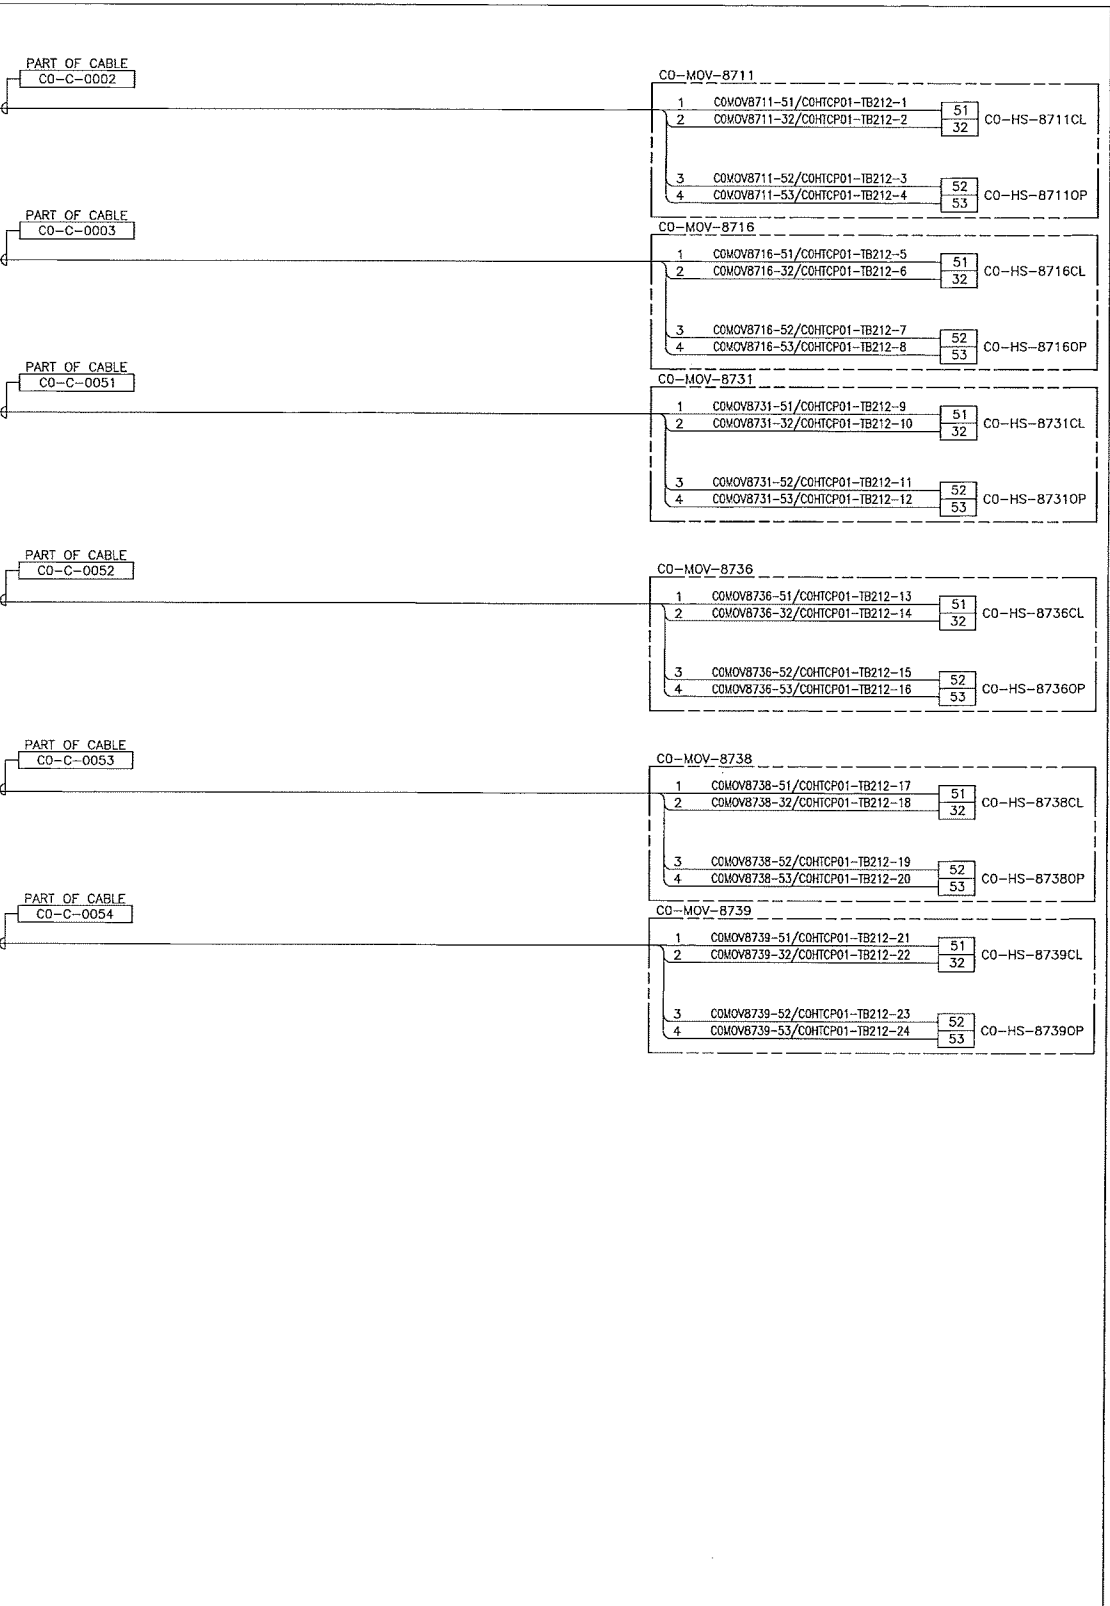 PART OF CABLE
CO-C-0002
CO-MOV-8711
1 COMOV8711-51/COHTCP01-TB212-1 51
2 COMOV8711-32/COHTCP01-TB212-2 32
CO-HS-8711CL
3 COMOV8711-52/COHTCP01-TB212-3 52
4 COMOV8711-53/COHTCP01-TB212-4 53
CO-HS-8711OP
PART OF CABLE
CO-C-0003
CO-MOV-8716
1 COMOV8716-51/COHTCP01-TB212-5 51
2 COMOV8716-32/COHTCP01-TB212-6 32
CO-HS-8716CL
3 COMOV8716-52/COHTCP01-TB212-7 52
4 COMOV8716-53/COHTCP01-TB212-8 53
CO-HS-8716OP
PART OF CABLE
CO-C-0051
CO-MOV-8731
1 COMOV8731-51/COHTCP01-TB212-9 51
2 COMOV8731-32/COHTCP01-TB212-10 32
CO-HS-8731CL
3 COMOV8731-52/COHTCP01-TB212-11 52
4 COMOV8731-53/COHTCP01-TB212-12 53
CO-HS-8731OP
PART OF CABLE
CO-C-0052
CO-MOV-8736
1 COMOV8736-51/COHTCP01-TB212-13 51
2 COMOV8736-32/COHTCP01-TB212-14 32
CO-HS-8736CL
3 COMOV8736-52/COHTCP01-TB212-15 52
4 COMOV8736-53/COHTCP01-TB212-16 53
CO-HS-8736OP
PART OF CABLE
CO-C-0053
CO-MOV-8738
1 COMOV8738-51/COHTCP01-TB212-17 51
2 COMOV8738-32/COHTCP01-TB212-18 32
CO-HS-8738CL
3 COMOV8738-52/COHTCP01-TB212-19 52
4 COMOV8738-53/COHTCP01-TB212-20 53
CO-HS-8738OP
PART OF CABLE
CO-C-0054
CO-MOV-8739
1 COMOV8739-51/COHTCP01-TB212-21 51
2 COMOV8739-32/COHTCP01-TB212-22 32
CO-HS-8739CL
3 COMOV8739-52/COHTCP01-TB212-23 52
4 COMOV8739-53/COHTCP01-TB212-24 53
CO-HS-8739OP